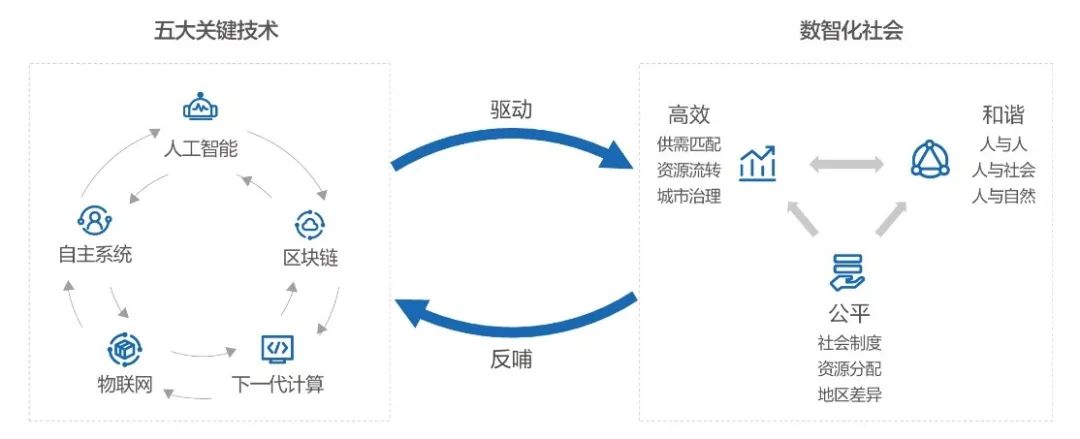 五大关键技术
人工智能
自主系统
区块链
物联网
下一代计算
驱动
反哺
数智化社会
高效
供需匹配
资源流转
城市治理
和谐
人与人
人与社会
人与自然
公平
社会制度
资源分配
地区差异